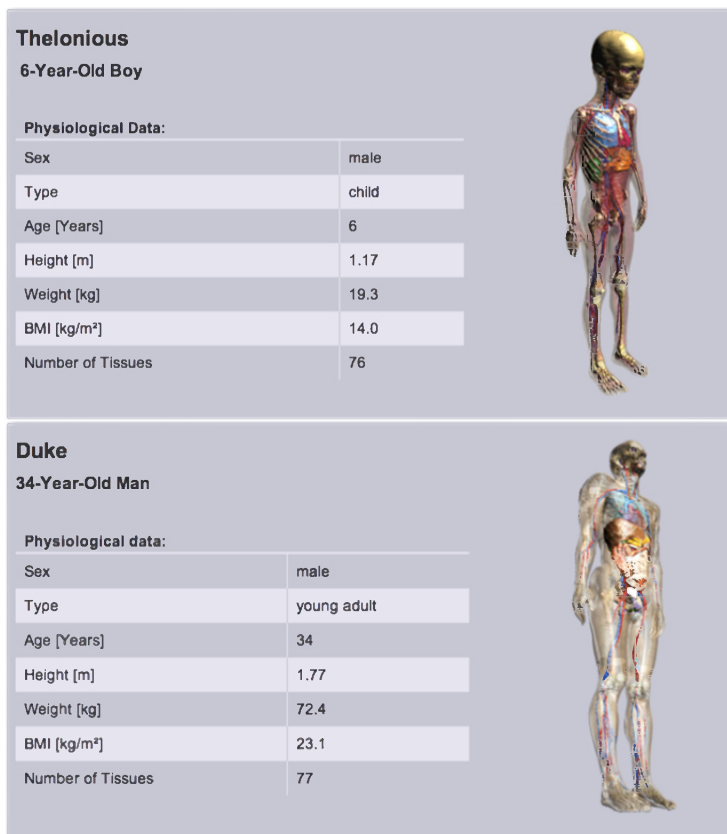 Thelonious
6-Year-Old Boy
Physiological Data:
Sex male
Type child
Age [Years] 6
Height [m] 1.17
Weight [kg] 19.3
BMI [kg/m²] 14.0
Number of Tissues 76
Duke
34-Year-Old Man
Physiological data:
Sex male
Type young adult
Age [Years] 34
Height [m] 1.77
Weight [kg] 72.4
BMI [kg/m²] 23.1
Number of Tissues 77